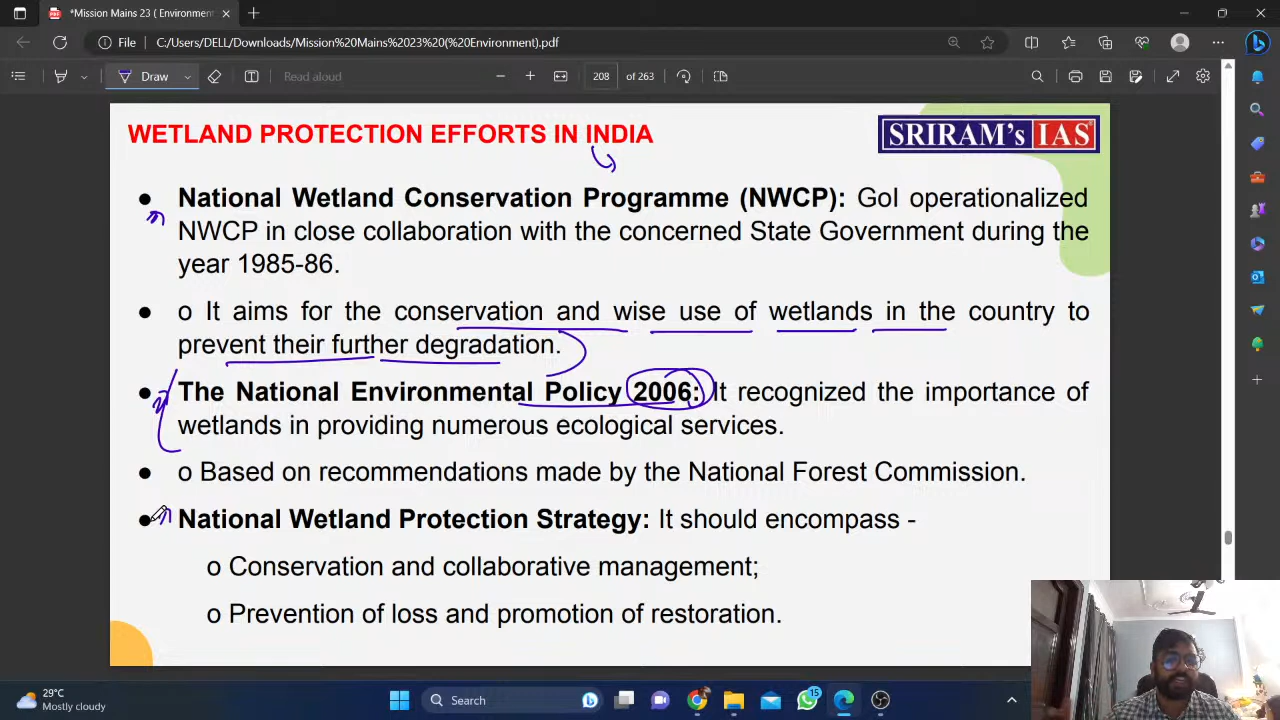 *Mission Mains 23 ( Environmen
File
C:/Users/DELL/Downloads/Mission%20Mains%2023%20(%20Environment).pdf
Draw
Read aloud
208 of 263
WETLAND PROTECTION EFFORTS IN INDIA
SRIRAM's IAS
● National Wetland Conservation Programme (NWCP): GoI operationalized
NWCP in close collaboration with the concerned State Government during the
year 1985-86.
● o It aims for the conservation and wise use of wetlands in the country to
prevent their further degradation.
● The National Environmental Policy 2006: It recognized the importance of
wetlands in providing numerous ecological services.
● o Based on recommendations made by the National Forest Commission.
● National Wetland Protection Strategy: It should encompass -
o Conservation and collaborative management;
o Prevention of loss and promotion of restoration.
29°C
Mostly cloudy
Search
15